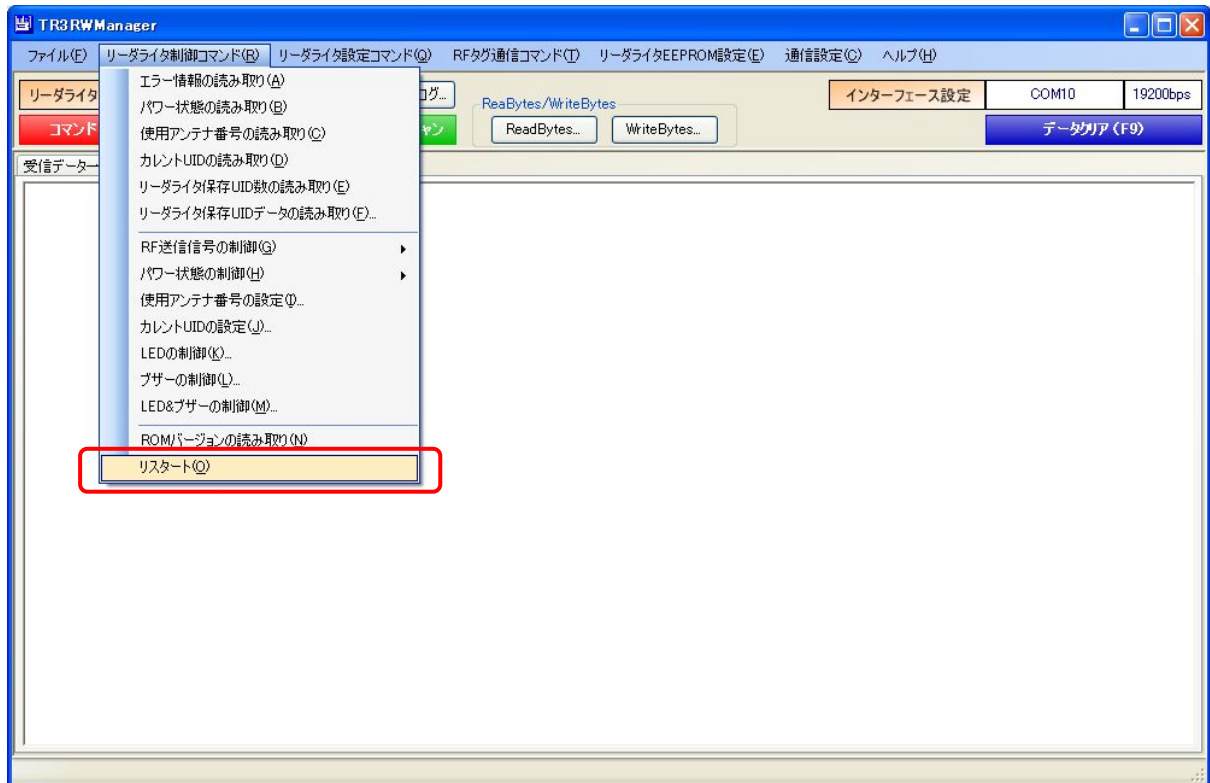 TR3RWManager
ファイル(F) リーダライタ制御コマンド(R) リーダライタ設定コマンド(Q) RFタグ通信コマンド(T) リーダライタEEPROM設定(E) 通信設定(C) ヘルプ(H)
リーダライタ
ログ...
ReaBytes/WriteBytes
インターフェース設定 COM10 19200bps
コマンド
ャン
ReadBytes... WriteBytes...
データクリア(F9)
受信データ
エラー情報の読み取り(A)
パワー状態の読み取り(B)
使用アンテナ番号の読み取り(C)
カレントUIDの読み取り(D)
リーダライタ保存UID数の読み取り(E)
リーダライタ保存UIDデータの読み取り(F)...
RF送信信号の制御(G)
パワー状態の制御(H)
使用アンテナ番号の設定(I)...
カレントUIDの設定(J)...
LEDの制御(K)...
ブザーの制御(L)...
LED&ブザーの制御(M)...
ROMバージョンの読み取り(N)
リスタート(O)